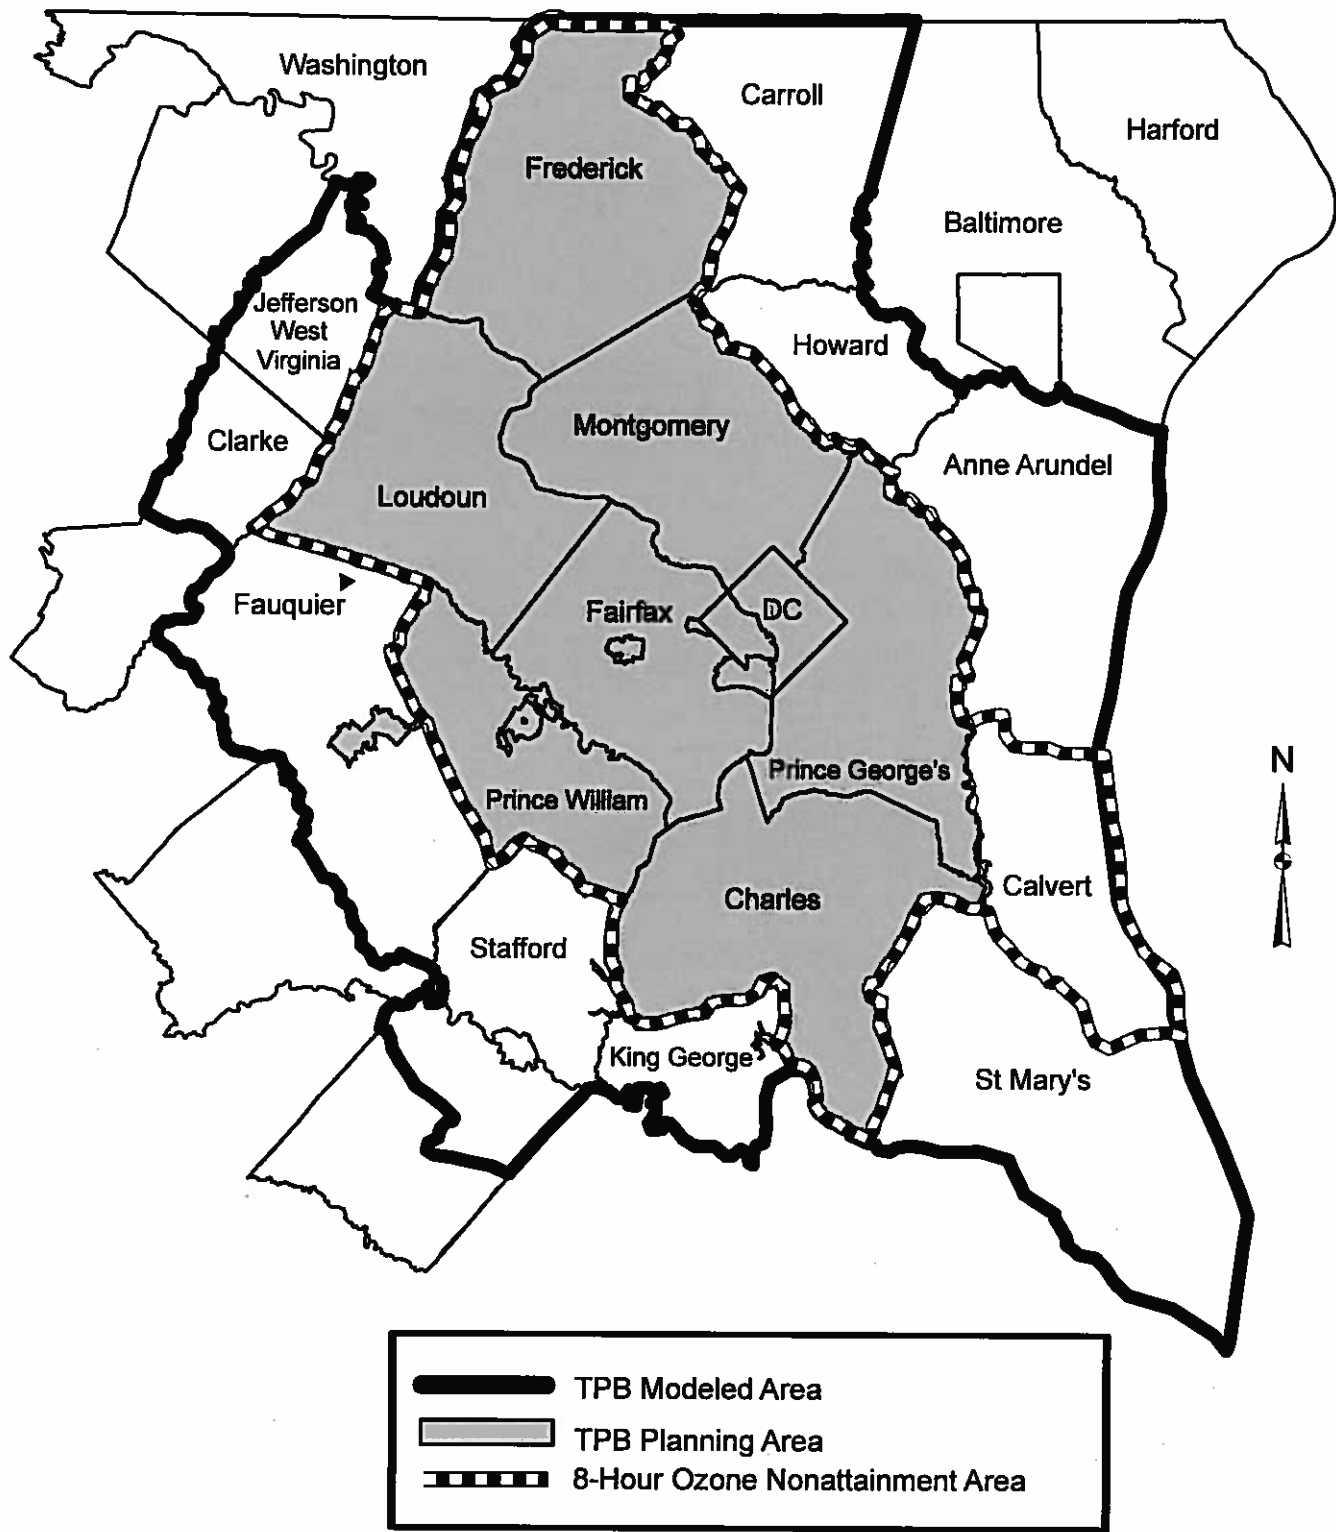 Washington
Carroll
Harford
Frederick
Baltimore
Jefferson
West
Virginia
Howard
Montgomery
Clarke
Anne Arundel
Loudoun
Fauquier
Fairfax
DC
Prince George's
Prince William
N
Charles
Calvert
Stafford
King George
St Mary's
TPB Modeled Area
TPB Planning Area
8-Hour Ozone Nonattainment Area